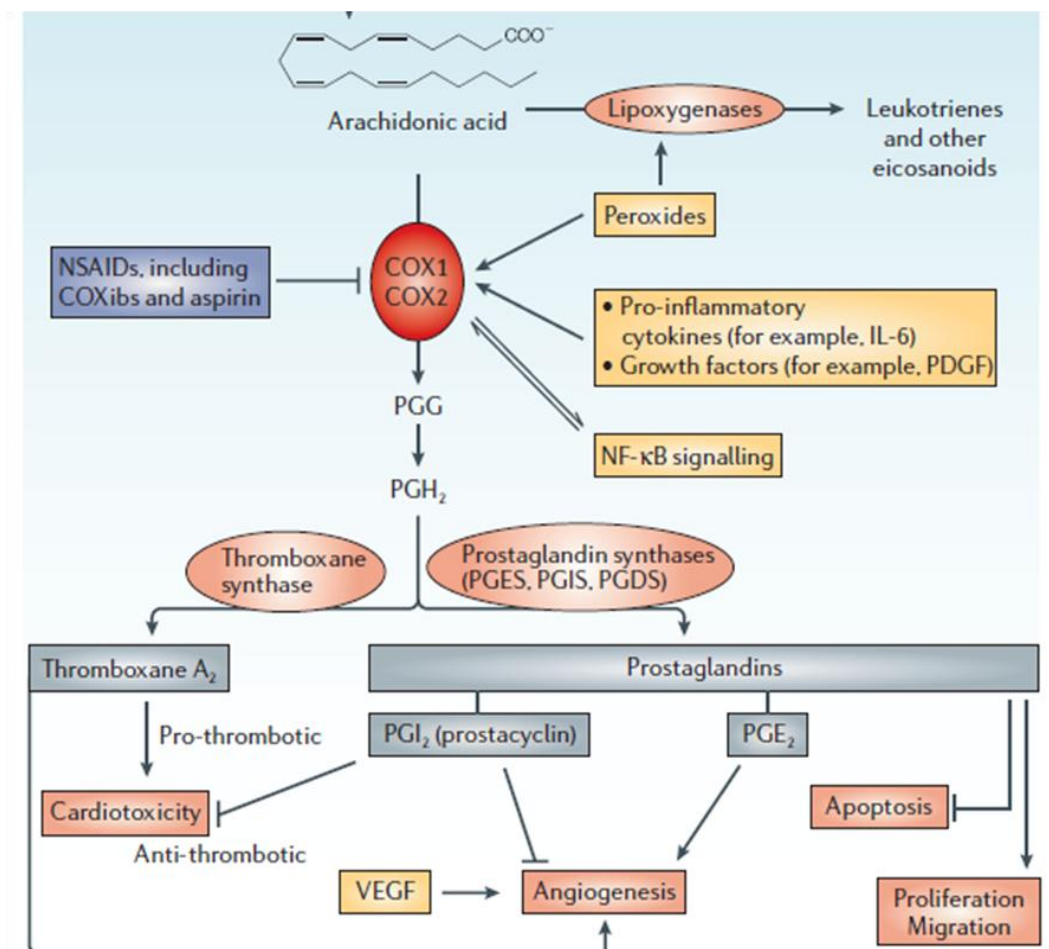 COO⁻
Arachidonic acid
Lipoxygenases
Leukotrienes
and other
eicosanoids
Peroxides
NSAIDs, including
COXibs and aspirin
COX1
COX2
• Pro-inflammatory
cytokines (for example, IL-6)
• Growth factors (for example, PDGF)
PGG
NF-κB signalling
PGH₂
Thromboxane
synthase
Prostaglandin synthases
(PGES, PGIS, PGDS)
Thromboxane A₂
Prostaglandins
Pro-thrombotic
PGI₂ (prostacyclin)
PGE₂
Cardiotoxicity
Apoptosis
Anti-thrombotic
VEGF
Angiogenesis
Proliferation
Migration